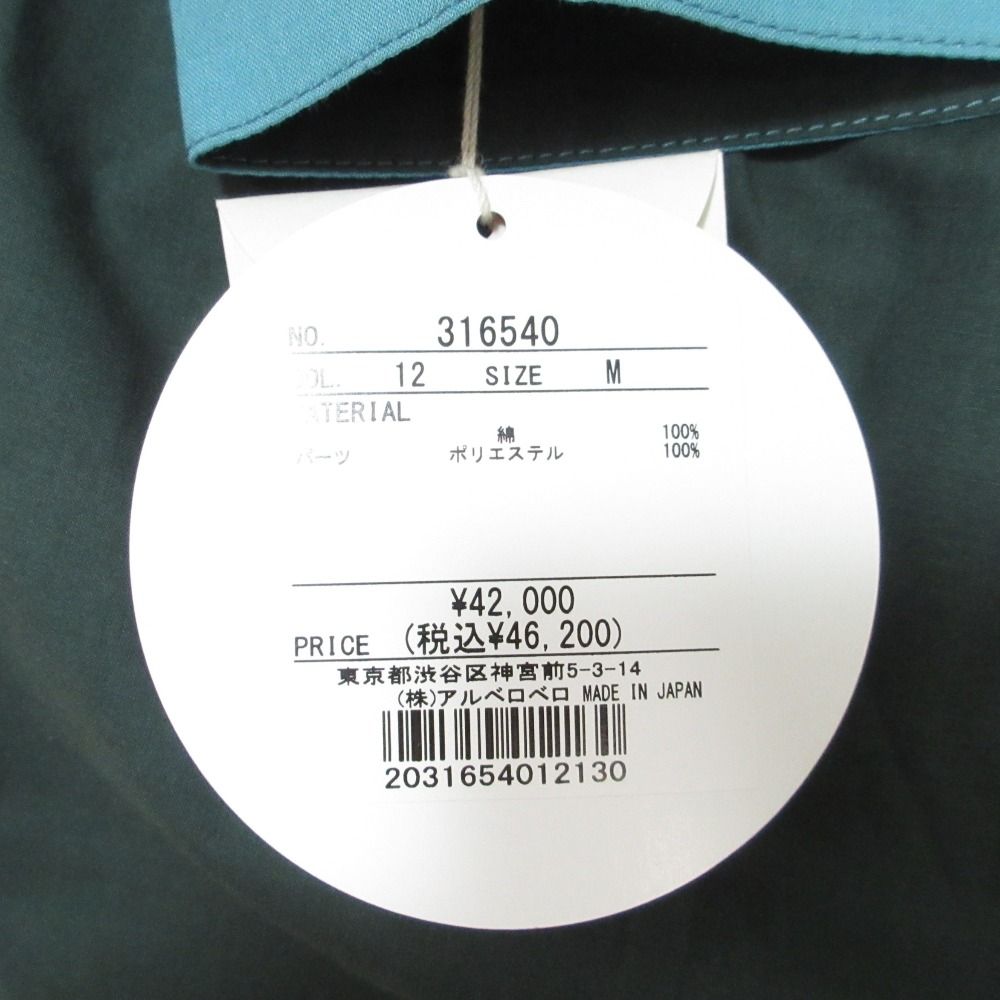 NO. 316540
COL. 12 SIZE M
MATERIAL
綿 100%
パーツ ポリエステル 100%
¥42,000
PRICE (税込¥46,200)
東京都渋谷区神宮前5-3-14
(株)アルベロベロ MADE IN JAPAN
2031654012130